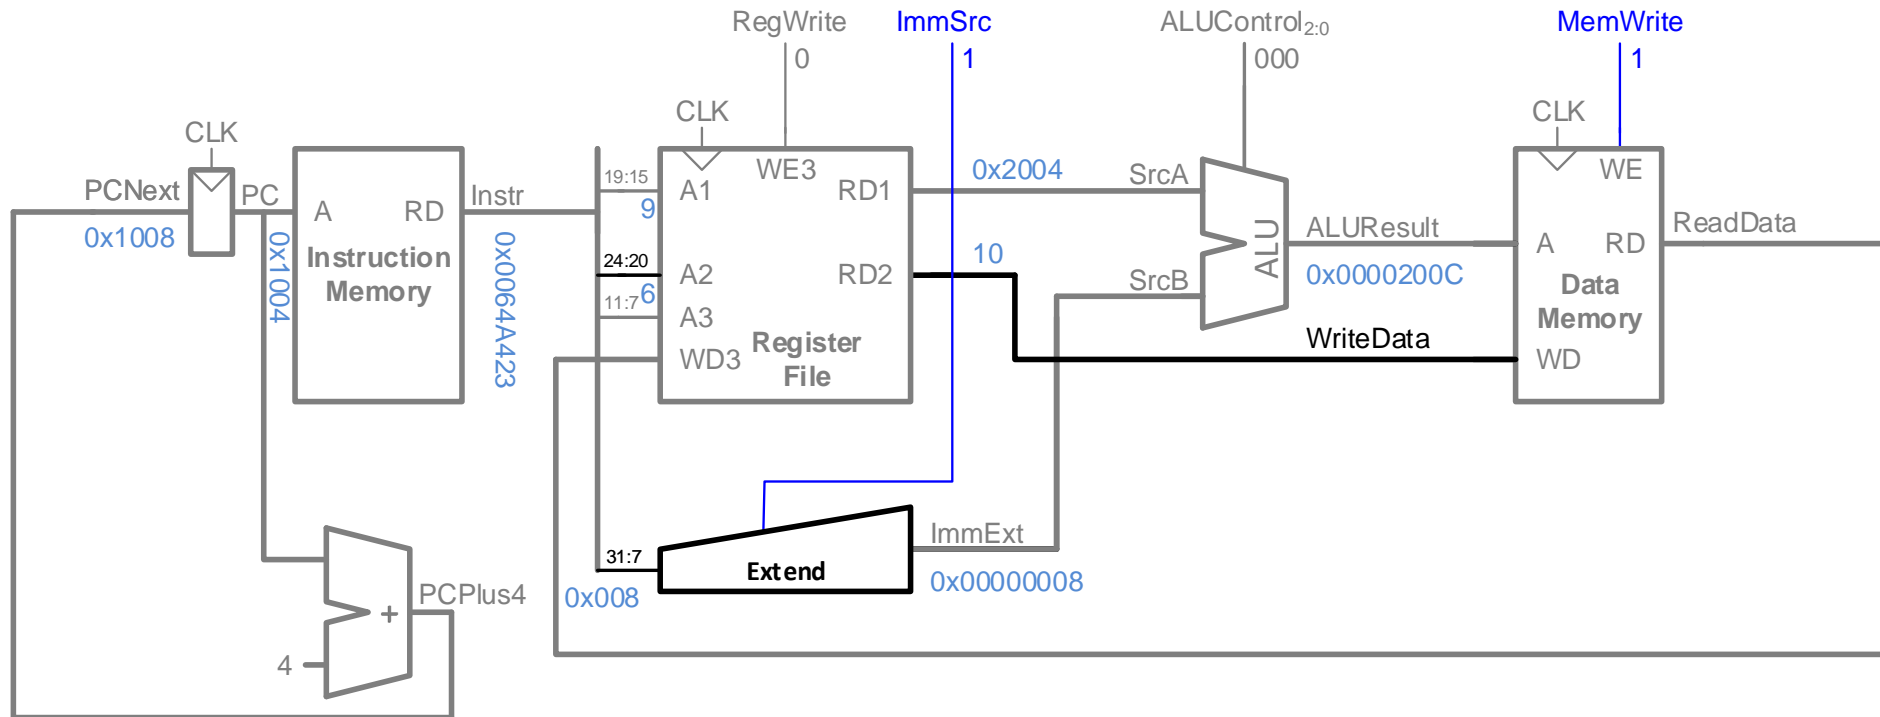 RegWrite
ImmSrc
ALUControl2:0
MemWrite
0
1
000
1
CLK
CLK
CLK
PCNext
0x1008
PC
0x1004
A
RD
Instruction
Memory
Instr
0x0064A423
19:15
9
24:20
6
11:7
A1
A2
A3
WD3
WE3
RD1
RD2
Register
File
0x2004
10
SrcA
SrcB
ALU
ALUResult
0x0000200C
WriteData
WE
A
RD
Data
Memory
WD
ReadData
31:7
0x008
Extend
ImmExt
0x00000008
+
PCPlus4
4